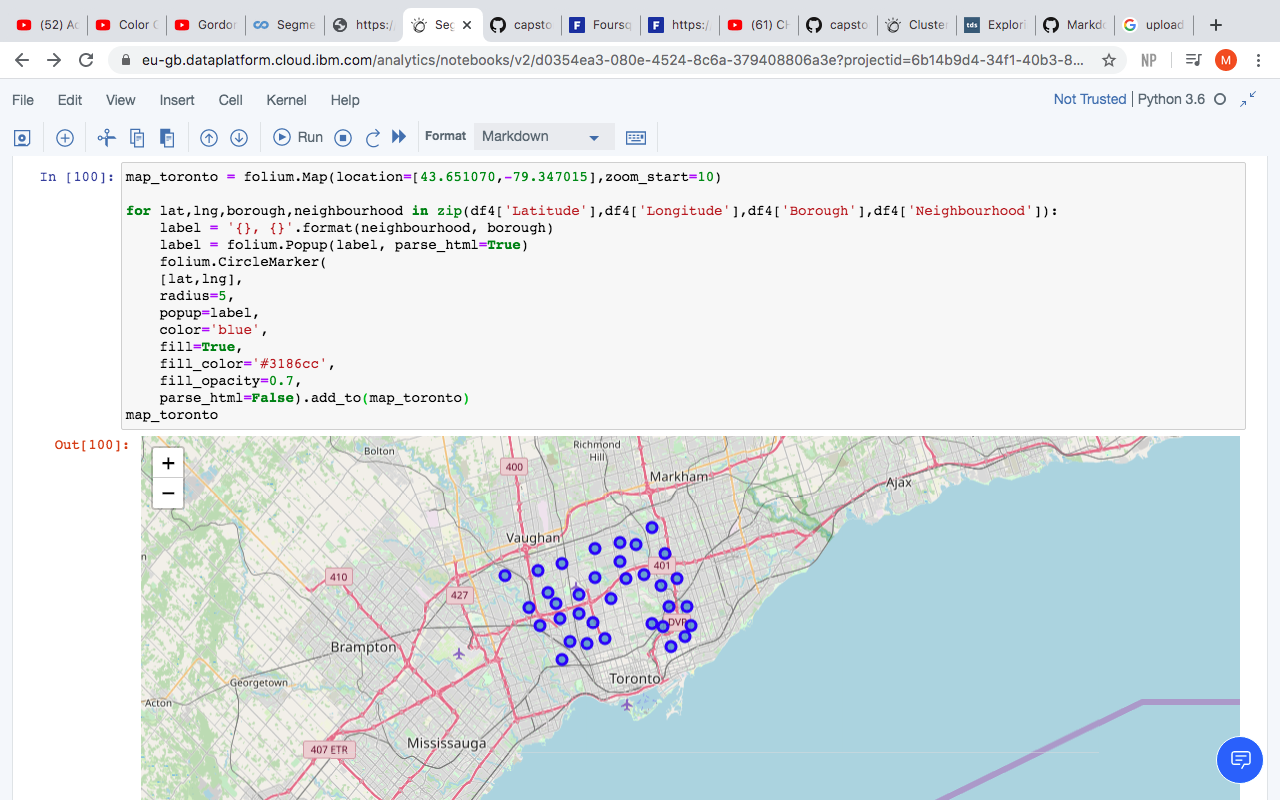 (52) Ac
Color C
Gordor
Segme
https:/
Seg
capsto
Foursq
https:/
(61) Ch
capsto
Cluster
tds
Explori
Markdo
upload
eu-gb.dataplatform.cloud.ibm.com/analytics/notebooks/v2/d0354ea3-080e-4524-8c6a-379408806a3e?projectid=6b14b9d4-34f1-40b3-8...
NP
M
File Edit View Insert Cell Kernel Help
Not Trusted | Python 3.6
Run
Format
Markdown
In [100]:
map_toronto = folium.Map(location=[43.651070,-79.347015],zoom_start=10)
for lat,lng,borough,neighbourhood in zip(df4['Latitude'],df4['Longitude'],df4['Borough'],df4['Neighbourhood']):
    label = '{}, {}'.format(neighbourhood, borough)
    label = folium.Popup(label, parse_html=True)
    folium.CircleMarker(
    [lat,lng],
    radius=5,
    popup=label,
    color='blue',
    fill=True,
    fill_color='#3186cc',
    fill_opacity=0.7,
    parse_html=False).add_to(map_toronto)
map_toronto
Out[100]:
+
−
Bolton
Richmond
Hill
400
Markham
Ajax
Vaughan
n
410
401
427
DVP
Brampton
Georgetown
Toronto
Acton
407 ETR
Mississauga